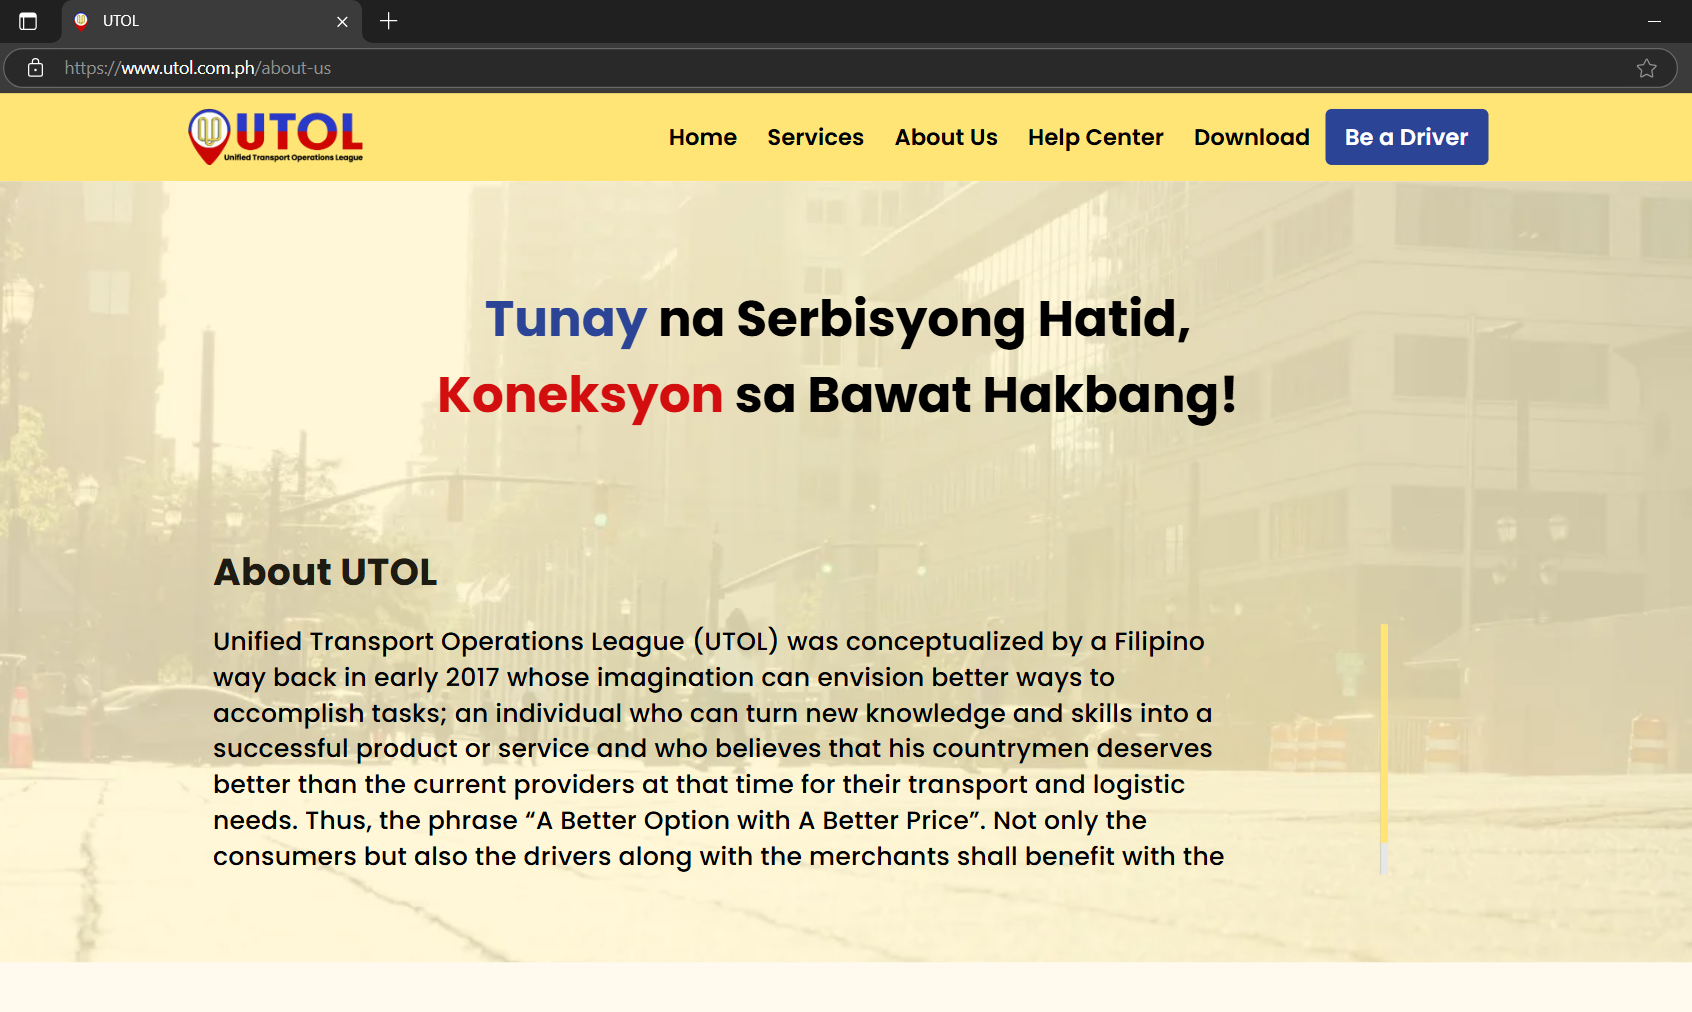 UTOL
https://www.utol.com.ph/about-us
UTOL
Unified Transport Operations League
Home Services About Us Help Center Download Be a Driver
Tunay na Serbisyong Hatid,
Koneksyon sa Bawat Hakbang!
About UTOL
Unified Transport Operations League (UTOL) was conceptualized by a Filipino
way back in early 2017 whose imagination can envision better ways to
accomplish tasks; an individual who can turn new knowledge and skills into a
successful product or service and who believes that his countrymen deserves
better than the current providers at that time for their transport and logistic
needs. Thus, the phrase “A Better Option with A Better Price”. Not only the
consumers but also the drivers along with the merchants shall benefit with the